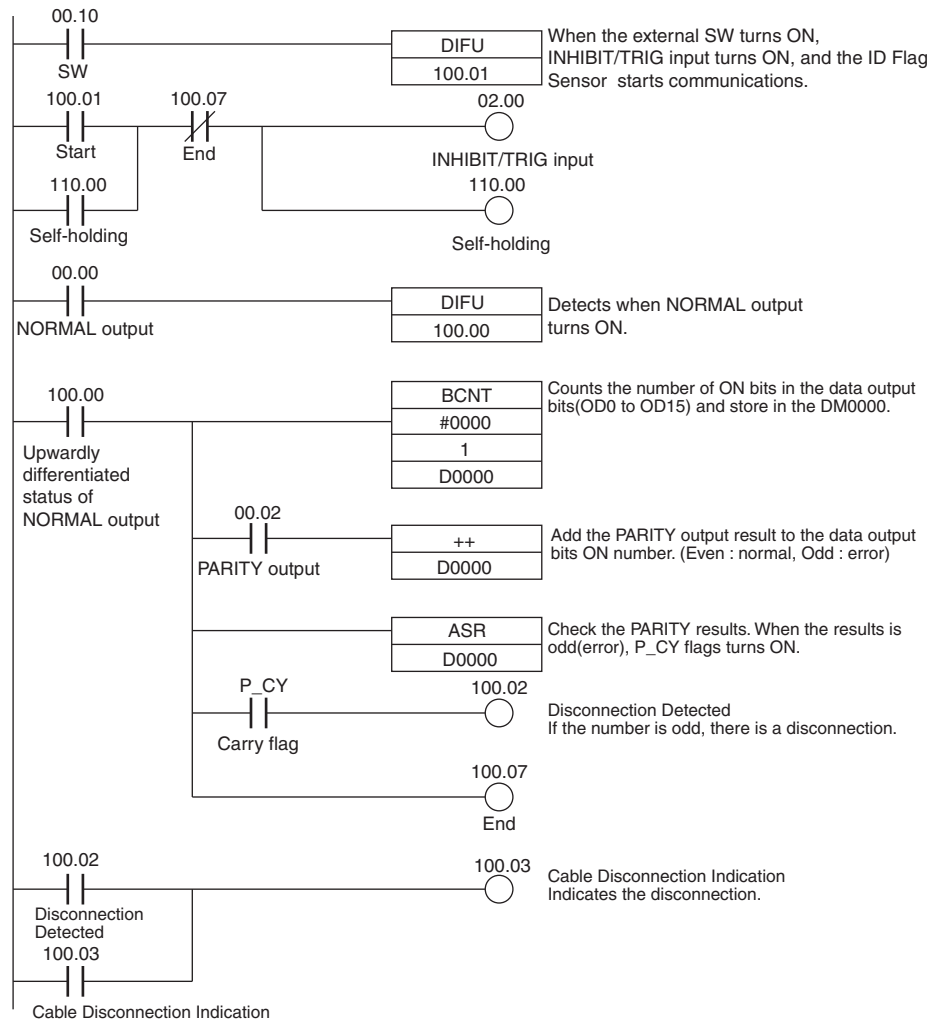 00.10
SW
DIFU
100.01
When the external SW turns ON,
INHIBIT/TRIG input turns ON, and the ID Flag
Sensor starts communications.
100.01
Start
100.07
End
02.00
INHIBIT/TRIG input
110.00
Self-holding
110.00
Self-holding
00.00
NORMAL output
DIFU
100.00
Detects when NORMAL output
turns ON.
100.00
Upwardly
differentiated
status of
NORMAL output
BCNT
#0000
1
D0000
Counts the number of ON bits in the data output
bits(OD0 to OD15) and store in the DM0000.
00.02
PARITY output
++
D0000
Add the PARITY output result to the data output
bits ON number. (Even : normal, Odd : error)
ASR
D0000
Check the PARITY results. When the results is
odd(error), P_CY flags turns ON.
P_CY
Carry flag
100.02
Disconnection Detected
If the number is odd, there is a disconnection.
100.07
End
100.02
Disconnection
Detected
100.03
Cable Disconnection Indication
Indicates the disconnection.
100.03
Cable Disconnection Indication